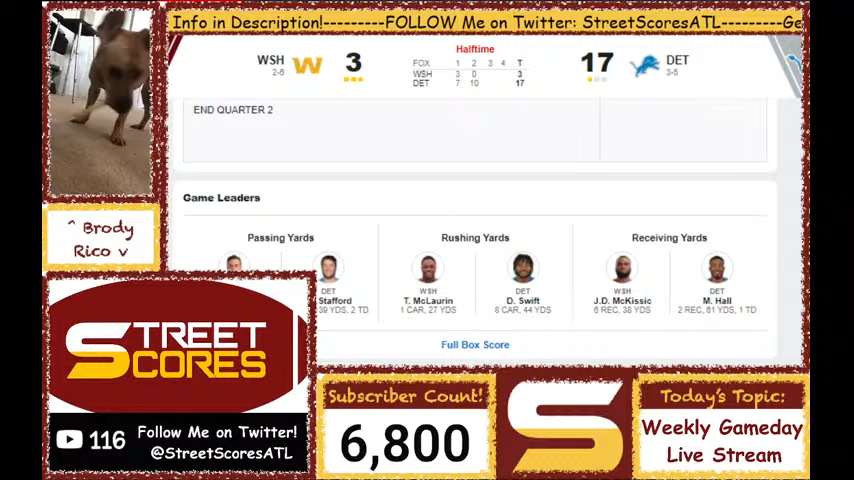 Info in Description!---------FOLLOW Me on Twitter: StreetScoresATL---------Ge
Halftime
WSH
2-6
W
3
FOX 1 2 3 4 T
WSH 3 0 3
DET 7 10 17
17
DET
3-5
END QUARTER 2
Game Leaders
Passing Yards
Rushing Yards
Receiving Yards
DET
WSH
DET
WSH
DET
Stafford
T. McLaurin
D. Swift
J.D. McKissic
M. Hall
39 YDS, 2 TD
1 CAR, 27 YDS
8 CAR, 44 YDS
6 REC, 38 YDS
2 REC, 61 YDS, 1 TD
Full Box Score
^ Brody
Rico v
STREET
SCORES
116
Follow Me on Twitter!
@StreetScoresATL
Subscriber Count!
6,800
S
Today's Topic:
Weekly Gameday
Live Stream